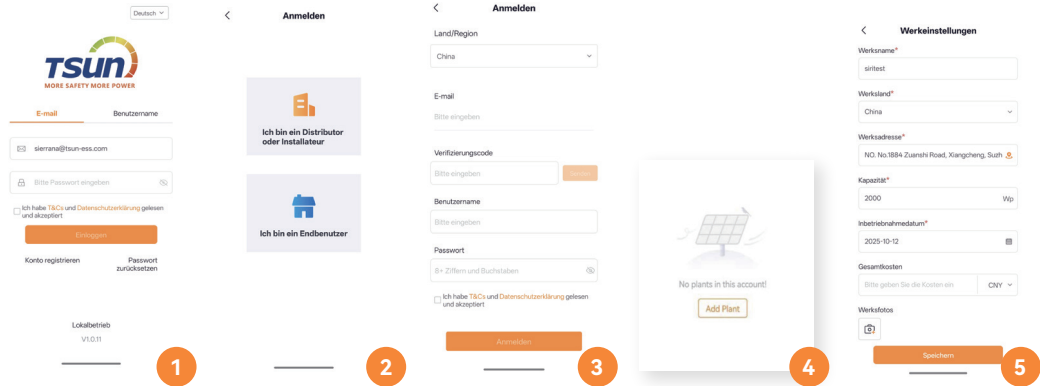 Deutsch
TSUN
MORE SAFETY MORE POWER
E-mail
Benutzername
sierrana@tsun-ess.com
Bitte Passwort eingeben
Ich habe T&Cs und Datenschutzerklärung gelesen
und akzeptiert
Einloggen
Konto registrieren
Passwort
zurücksetzen
Lokalbetrieb
V1.0.11
1
Anmelden
Ich bin ein Distributor
oder Installateur
Ich bin ein Endbenutzer
2
Anmelden
Land/Region
China
E-mail
Bitte eingeben
Verifizierungscode
Bitte eingeben
Benutzername
Bitte eingeben
Passwort
8+ Ziffern und Buchstaben
Ich habe T&Cs und Datenschutzerklärung gelesen
und akzeptiert
Anmelden
3
No plants in this account!
Add Plant
4
Werkeinstellungen
Werksname*
siritest
Werksland*
China
Werksadresse*
NO. No.1884 Zuanshi Road, Xiangcheng, Suzh
Kapazität*
2000
Wp
Inbetriebnahmedatum*
2025-10-12
Gesamtkosten
Bitte geben Sie die Kosten ein
CNY
Werksfotos
Speichern
5